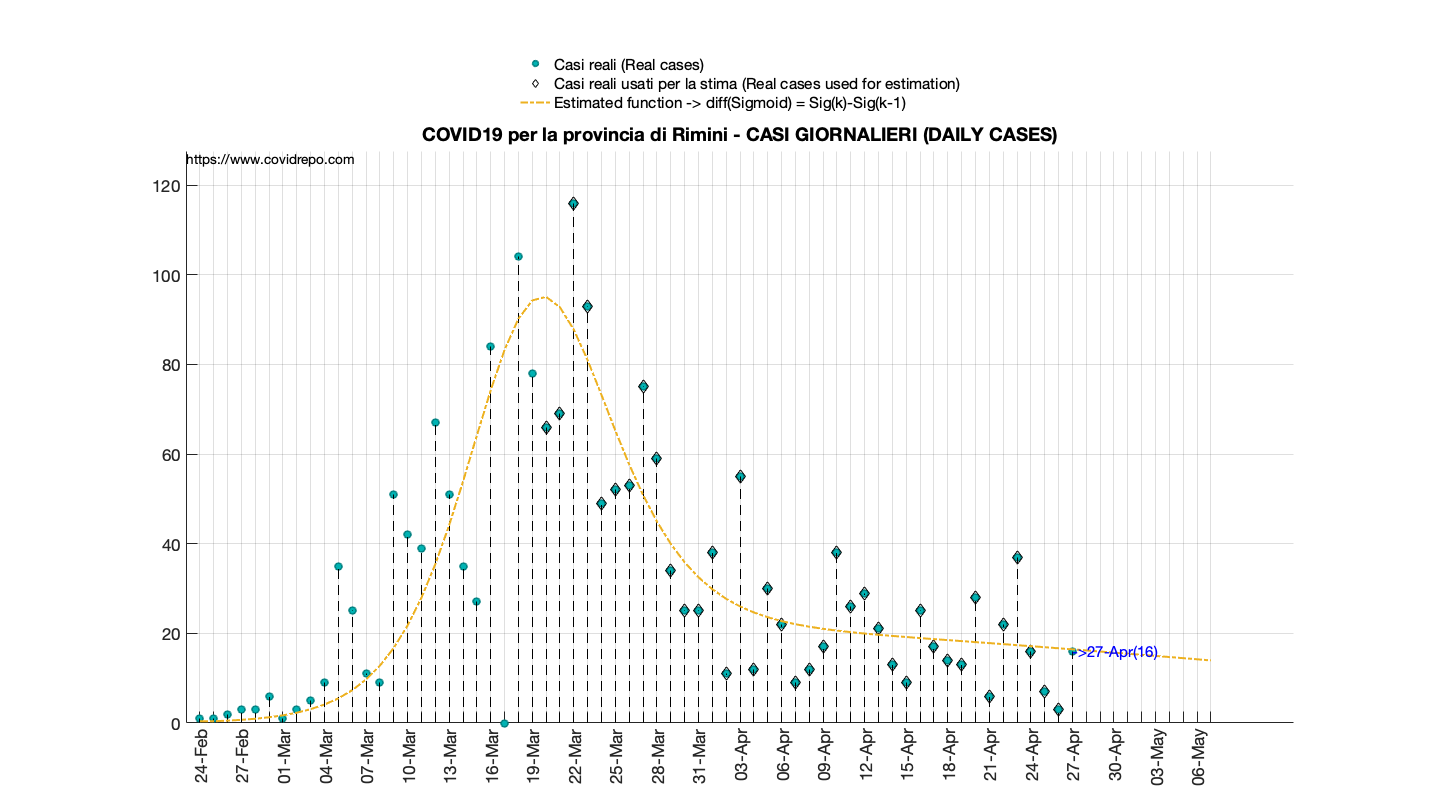 Casi reali (Real cases)
Casi reali usati per la stima (Real cases used for estimation)
Estimated function -> diff(Sigmoid) = Sig(k)-Sig(k-1)
COVID19 per la provincia di Rimini - CASI GIORNALIERI (DAILY CASES)
https://www.covidrepo.com
120
100
80
60
40
20
0
->27-Apr(16)
24-Feb
27-Feb
01-Mar
04-Mar
07-Mar
10-Mar
13-Mar
16-Mar
19-Mar
22-Mar
25-Mar
28-Mar
31-Mar
03-Apr
06-Apr
09-Apr
12-Apr
15-Apr
18-Apr
21-Apr
24-Apr
27-Apr
30-Apr
03-May
06-May